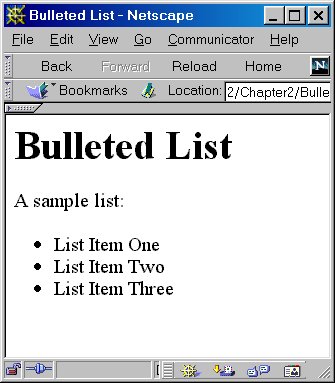 Bulleted List - Netscape
File Edit View Go Communicator Help
Back Forward Reload Home N
Bookmarks Location: 2/Chapter2/Bulle
Bulleted List
A sample list:
• List Item One
• List Item Two
• List Item Three